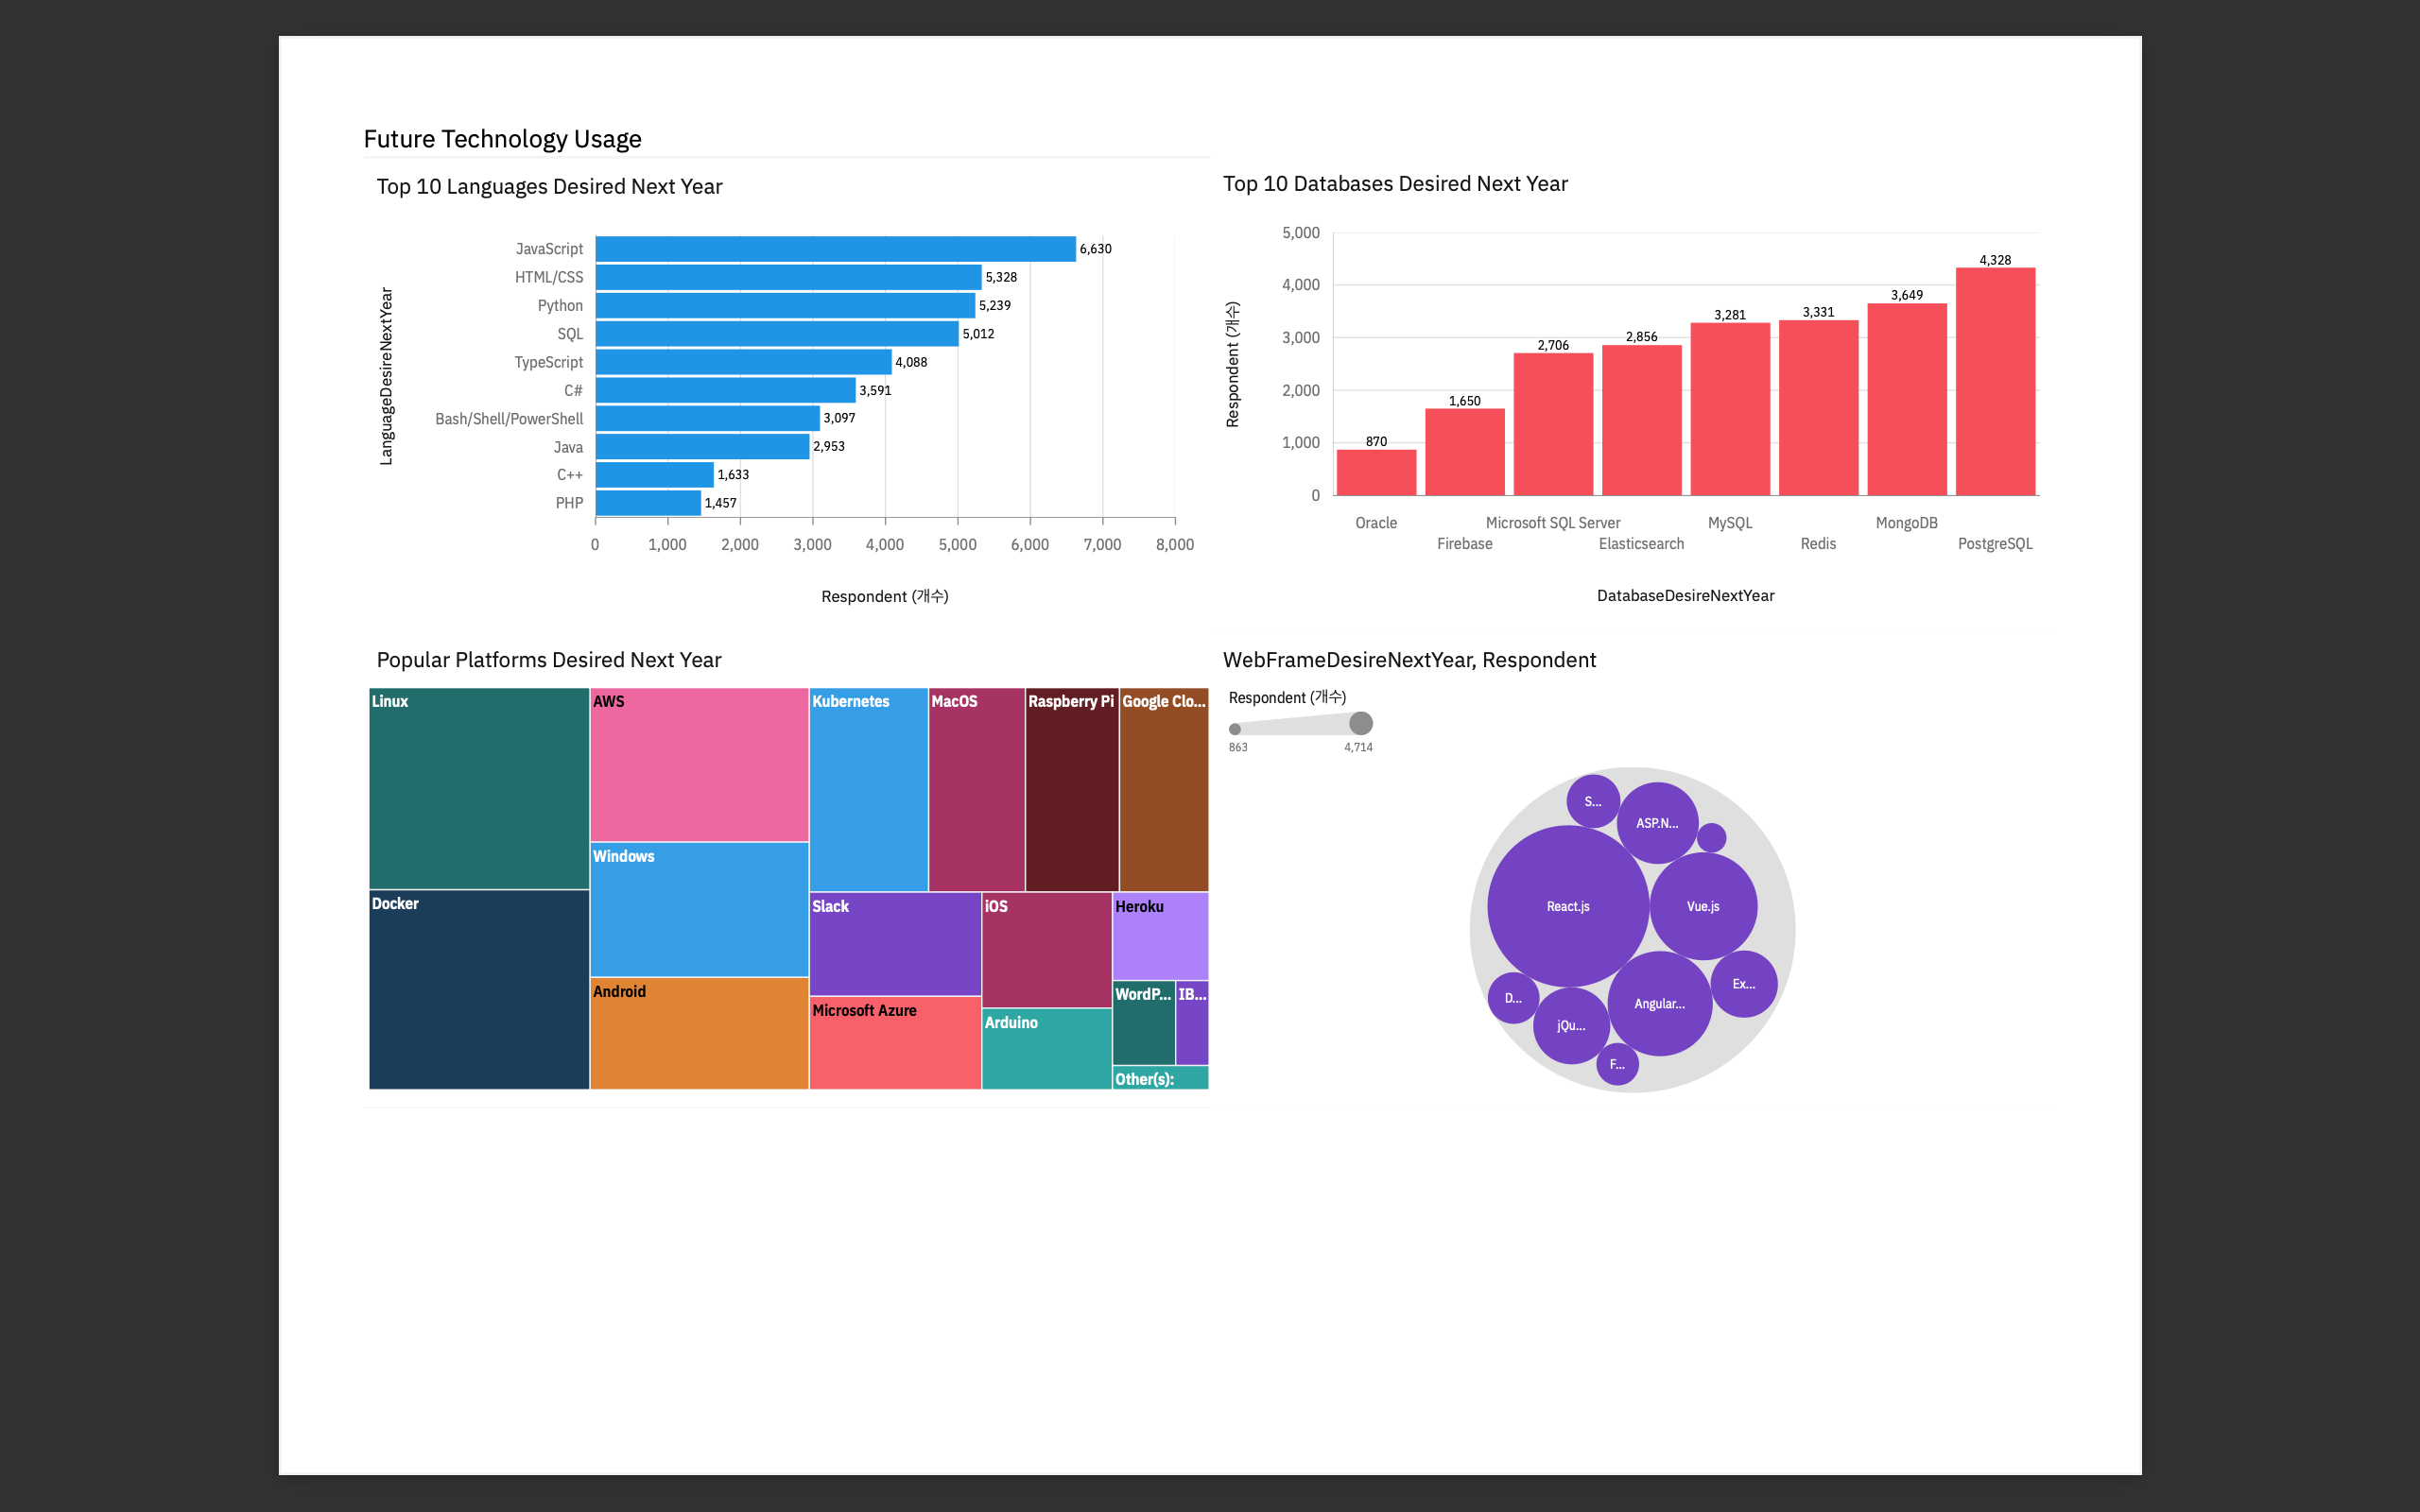 Future Technology Usage
Top 10 Languages Desired Next Year
LanguageDesireNextYear
JavaScript 6,630
HTML/CSS 5,328
Python 5,239
SQL 5,012
TypeScript 4,088
C# 3,591
Bash/Shell/PowerShell 3,097
Java 2,953
C++ 1,633
PHP 1,457
0 1,000 2,000 3,000 4,000 5,000 6,000 7,000 8,000
Respondent (개수)
Top 10 Databases Desired Next Year
Respondent (개수)
5,000
4,000
3,000
2,000
1,000
0
870 1,650 2,706 2,856 3,281 3,331 3,649 4,328
Oracle Microsoft SQL Server MySQL MongoDB
Firebase Elasticsearch Redis PostgreSQL
DatabaseDesireNextYear
Popular Platforms Desired Next Year
Linux AWS Kubernetes MacOS Raspberry Pi Google Clo...
Windows
Docker Slack iOS Heroku
Android WordP... IB...
Microsoft Azure Arduino
Other(s):
WebFrameDesireNextYear, Respondent
Respondent (개수)
863 4,714
S...
ASP.N...
React.js Vue.js
Ex...
D... Angular...
jQu...
F...